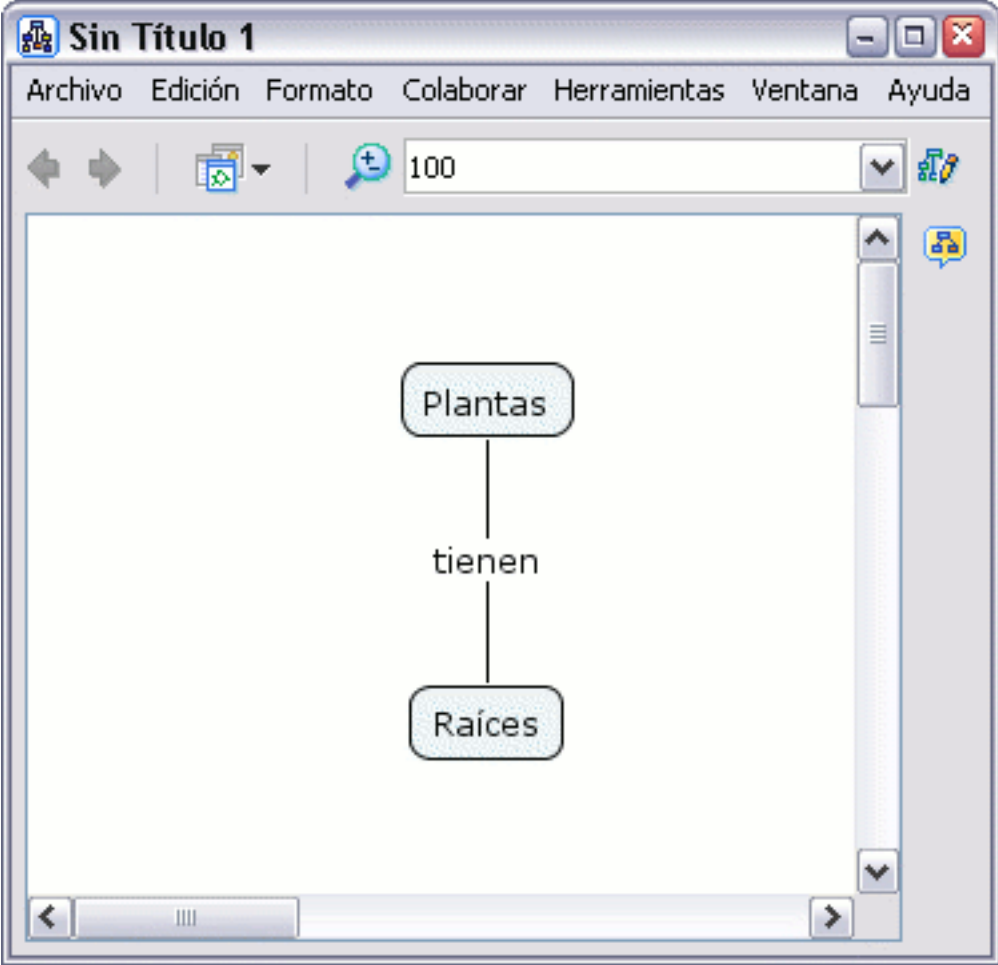 Sin Título 1
Archivo Edición Formato Colaborar Herramientas Ventana Ayuda
100
Plantas
tienen
Raíces